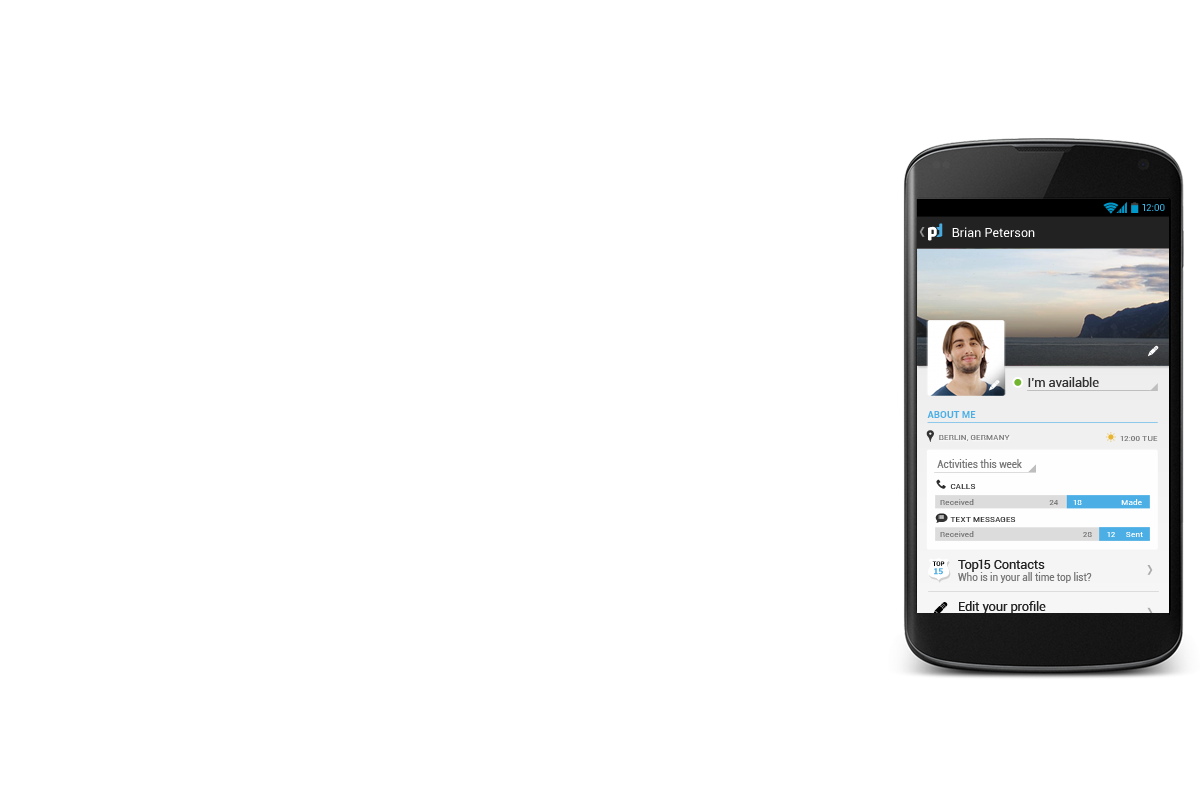 12:00
pd Brian Peterson
I'm available
ABOUT ME
BERLIN, GERMANY 12:00 TUE
Activities this week
CALLS
Received 24 18 Made
TEXT MESSAGES
Received 28 12 Sent
TOP 15 Top15 Contacts
Who is in your all time top list?
Edit your profile